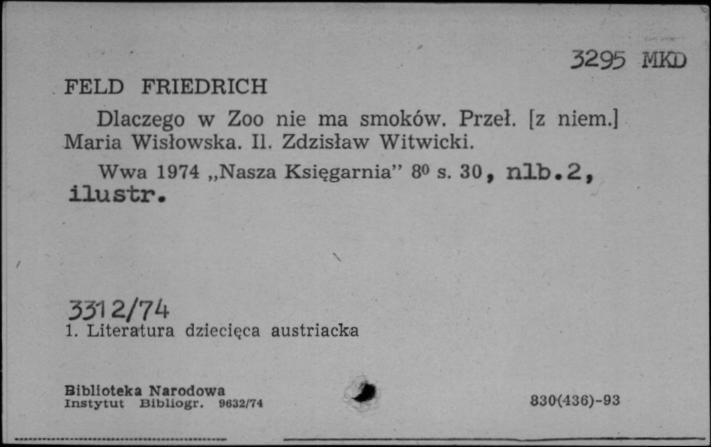 3295 MKD
FELD FRIEDRICH
Dlaczego w Zoo nie ma smoków. Przeł. [z niem.]
Maria Wisłowska. Il. Zdzisław Witwicki.
Wwa 1974 „Nasza Księgarnia” 8⁰ s. 30, nlb.2,
ilustr.
3312/74
1. Literatura dziecięca austriacka
Biblioteka Narodowa
Instytut Bibliogr. 9632/74
830(436)-93